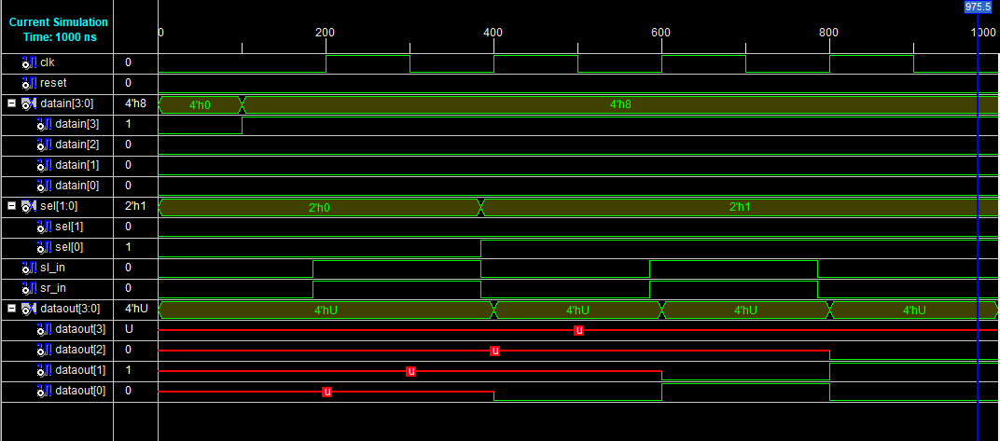 975.5
Current Simulation
Time: 1000 ns
0 200 400 600 800 1000
clk 0
reset 0
datain[3:0] 4'h8 4'h0 4'h8
datain[3] 1
datain[2] 0
datain[1] 0
datain[0] 0
sel[1:0] 2'h1 2'h0 2'h1
sel[1] 0
sel[0] 1
sl_in 0
sr_in 0
dataout[3:0] 4'hU 4'hU 4'hU 4'hU 4'hU
dataout[3] U u
dataout[2] 0 u
dataout[1] 1 u
dataout[0] 0 u